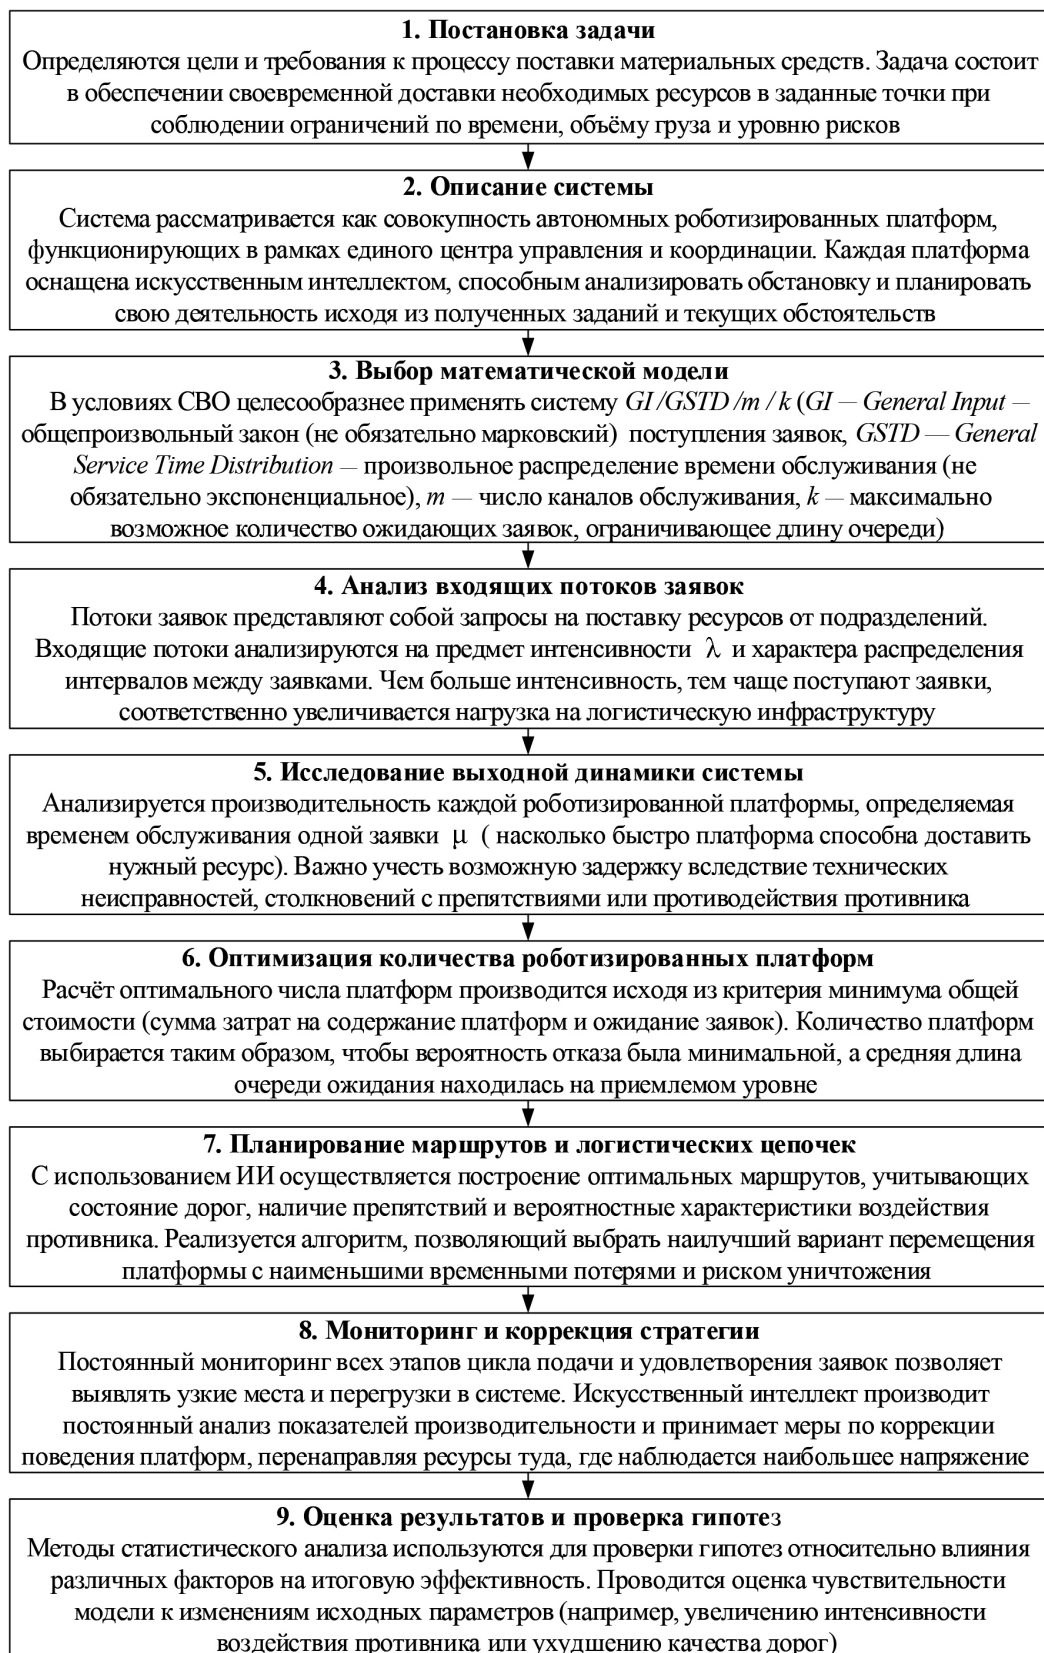 1. Постановка задачи
Определяются цели и требования к процессу поставки материальных средств. Задача состоит
в обеспечении своевременной доставки необходимых ресурсов в заданные точки при
соблюдении ограничений по времени, объёму груза и уровню рисков
2. Описание системы
Система рассматривается как совокупность автономных роботизированных платформ,
функционирующих в рамках единого центра управления и координации. Каждая платформа
оснащена искусственным интеллектом, способным анализировать обстановку и планировать
свою деятельность исходя из полученных заданий и текущих обстоятельств
3. Выбор математической модели
В условиях СВО целесообразнее применять систему GI /GSTD /m / k (GI — General Input —
общепроизвольный закон (не обязательно марковский) поступления заявок, GSTD — General
Service Time Distribution — произвольное распределение времени обслуживания (не
обязательно экспоненциальное), m — число каналов обслуживания, k — максимально
возможное количество ожидающих заявок, ограничивающее длину очереди)
4. Анализ входящих потоков заявок
Потоки заявок представляют собой запросы на поставку ресурсов от подразделений.
Входящие потоки анализируются на предмет интенсивности λ и характера распределения
интервалов между заявками. Чем больше интенсивность, тем чаще поступают заявки,
соответственно увеличивается нагрузка на логистическую инфраструктуру
5. Исследование выходной динамики системы
Анализируется производительность каждой роботизированной платформы, определяемая
временем обслуживания одной заявки μ ( насколько быстро платформа способна доставить
нужный ресурс). Важно учесть возможную задержку вследствие технических
неисправностей, столкновений с препятствиями или противодействия противника
6. Оптимизация количества роботизированных платформ
Расчёт оптимального числа платформ производится исходя из критерия минимума общей
стоимости (сумма затрат на содержание платформ и ожидание заявок). Количество платформ
выбирается таким образом, чтобы вероятность отказа была минимальной, а средняя длина
очереди ожидания находилась на приемлемом уровне
7. Планирование маршрутов и логистических цепочек
С использованием ИИ осуществляется построение оптимальных маршрутов, учитывающих
состояние дорог, наличие препятствий и вероятностные характеристики воздействия
противника. Реализуется алгоритм, позволяющий выбрать наилучший вариант перемещения
платформы с наименьшими временными потерями и риском уничтожения
8. Мониторинг и коррекция стратегии
Постоянный мониторинг всех этапов цикла подачи и удовлетворения заявок позволяет
выявлять узкие места и перегрузки в системе. Искусственный интеллект производит
постоянный анализ показателей производительности и принимает меры по коррекции
поведения платформ, перенаправляя ресурсы туда, где наблюдается наибольшее напряжение
9. Оценка результатов и проверка гипотез
Методы статистического анализа используются для проверки гипотез относительно влияния
различных факторов на итоговую эффективность. Проводится оценка чувствительности
модели к изменениям исходных параметров (например, увеличению интенсивности
воздействия противника или ухудшению качества дорог)